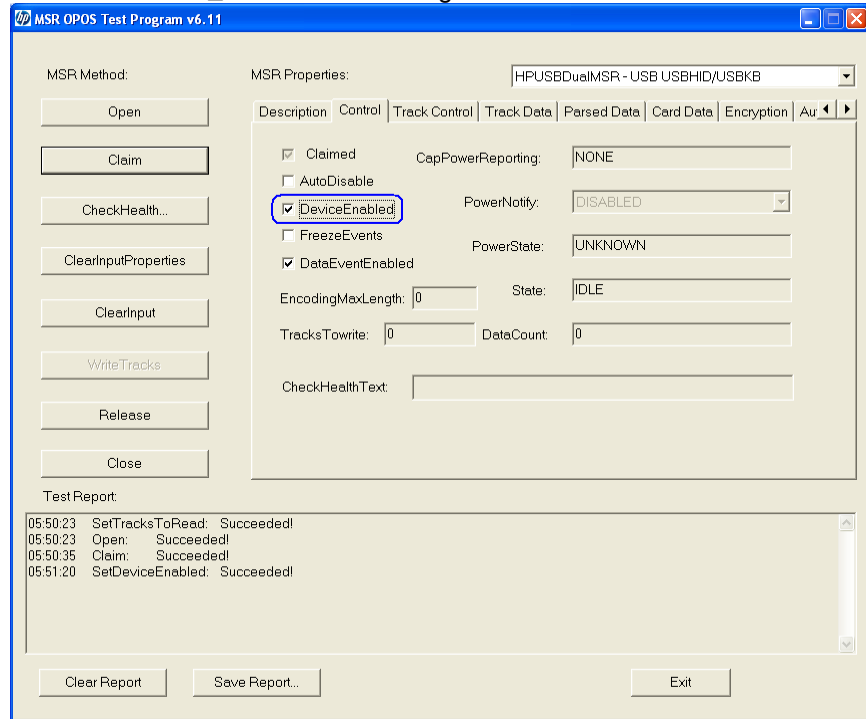 MSR OPOS Test Program v6.11
MSR Method:
MSR Properties:
HPUSBDualMSR - USB USBHID/USBKB
Open
Claim
CheckHealth...
ClearInputProperties
ClearInput
WriteTracks
Release
Close
Description Control Track Control Track Data Parsed Data Card Data Encryption Au
Claimed
AutoDisable
DeviceEnabled
FreezeEvents
DataEventEnabled
CapPowerReporting: NONE
PowerNotify: DISABLED
PowerState: UNKNOWN
EncodingMaxLength: 0
State: IDLE
TracksTowrite: 0
DataCount: 0
CheckHealthText:
Test Report:
05:50:23 SetTracksToRead: Succeeded!
05:50:23 Open: Succeeded!
05:50:35 Claim: Succeeded!
05:51:20 SetDeviceEnabled: Succeeded!
Clear Report
Save Report...
Exit